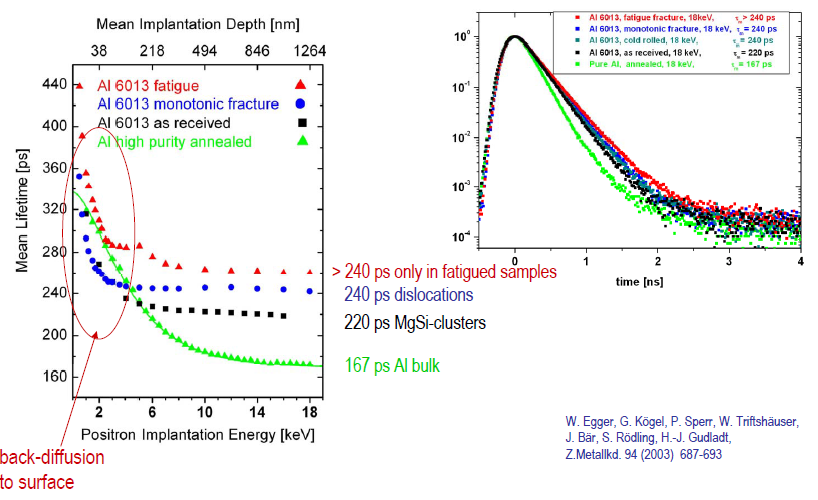 Mean Implantation Depth [nm]
38 218 494 846 1264
440
400
360
320
280
240
200
160
Mean Lifetime [ps]
Al 6013 fatigue
Al 6013 monotonic fracture
Al 6013 as received
Al high purity annealed
2 6 10 14 18
Positron Implantation Energy [keV]
back-diffusion
to surface
> 240 ps only in fatigued samples
240 ps dislocations
220 ps MgSi-clusters
167 ps Al bulk
Al 6013, fatigue fracture, 18keV, τm > 240 ps
Al 6013, monotonic fracture, 18 keV, τm = 240 ps
Al 6013, cold rolled, 18 keV, τm = 240 ps
Al 6013, as received, 18 keV τm = 220 ps
Pure Al, annealed, 18 keV, τm = 167 ps
10⁰
10⁻¹
10⁻²
10⁻³
10⁻⁴
0 1 2 3 4
time [ns]
W. Egger, G. Kögel, P. Sperr, W. Triftshäuser,
J. Bär, S. Rödling, H.-J. Gudladt,
Z.Metallkd. 94 (2003) 687-693